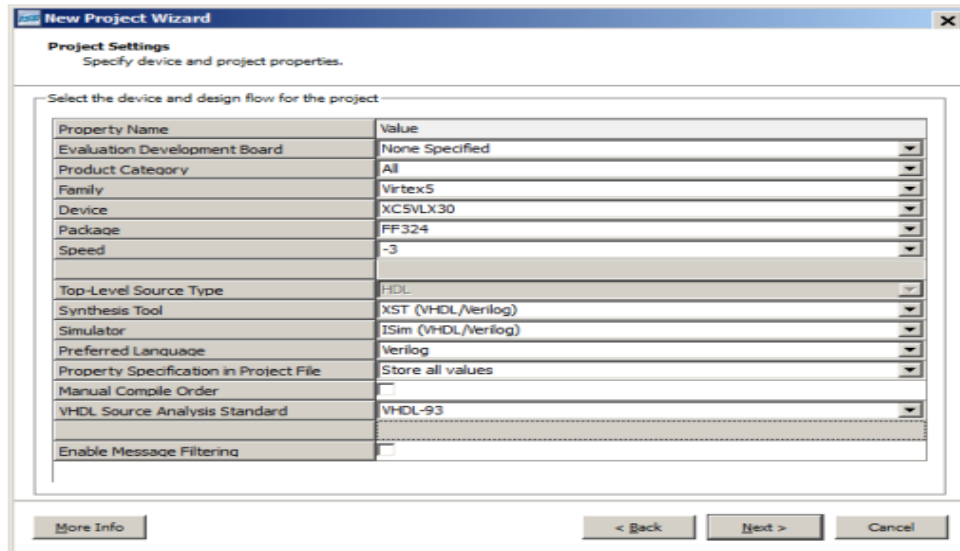 ISE New Project Wizard
Project Settings
Specify device and project properties.
Select the device and design flow for the project
Property Name Value
Evaluation Development Board None Specified
Product Category All
Family Virtex5
Device XC5VLX30
Package FF324
Speed -3
Top-Level Source Type HDL
Synthesis Tool XST (VHDL/Verilog)
Simulator ISim (VHDL/Verilog)
Preferred Language Verilog
Property Specification in Project File Store all values
Manual Compile Order
VHDL Source Analysis Standard VHDL-93
Enable Message Filtering
More Info < Back Next > Cancel